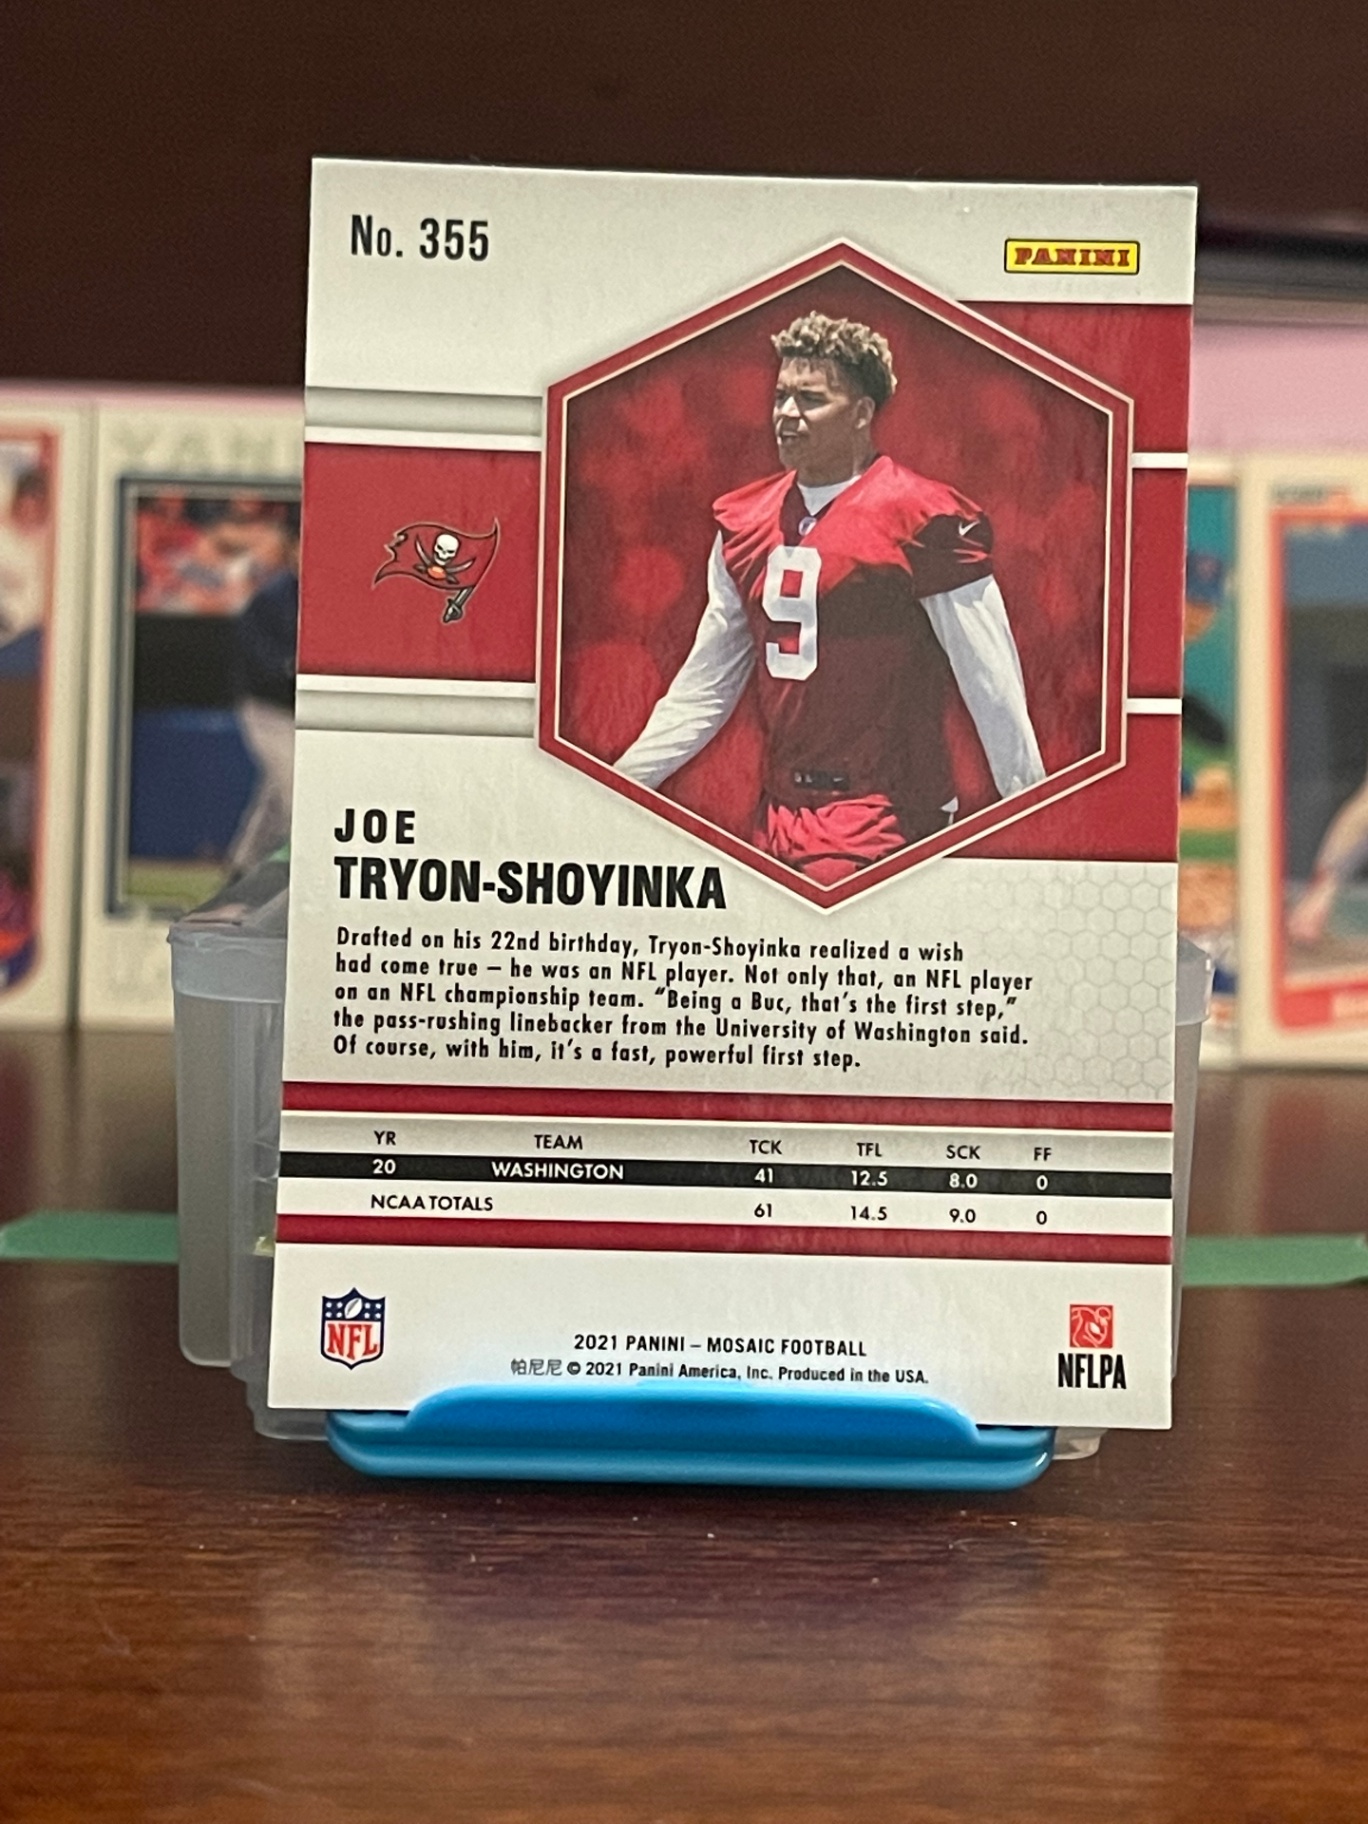 No. 355
PANINI
9
JOE
TRYON-SHOYINKA
Drafted on his 22nd birthday, Tryon-Shoyinka realized a wish
had come true — he was an NFL player. Not only that, an NFL player
on an NFL championship team. “Being a Buc, that’s the first step,”
the pass-rushing linebacker from the University of Washington said.
Of course, with him, it’s a fast, powerful first step.
YR TEAM TCK TFL SCK FF
20 WASHINGTON 41 12.5 8.0 0
NCAA TOTALS 61 14.5 9.0 0
NFL
2021 PANINI – MOSAIC FOOTBALL
帕尼尼 © 2021 Panini America, Inc. Produced in the USA.
NFLPA